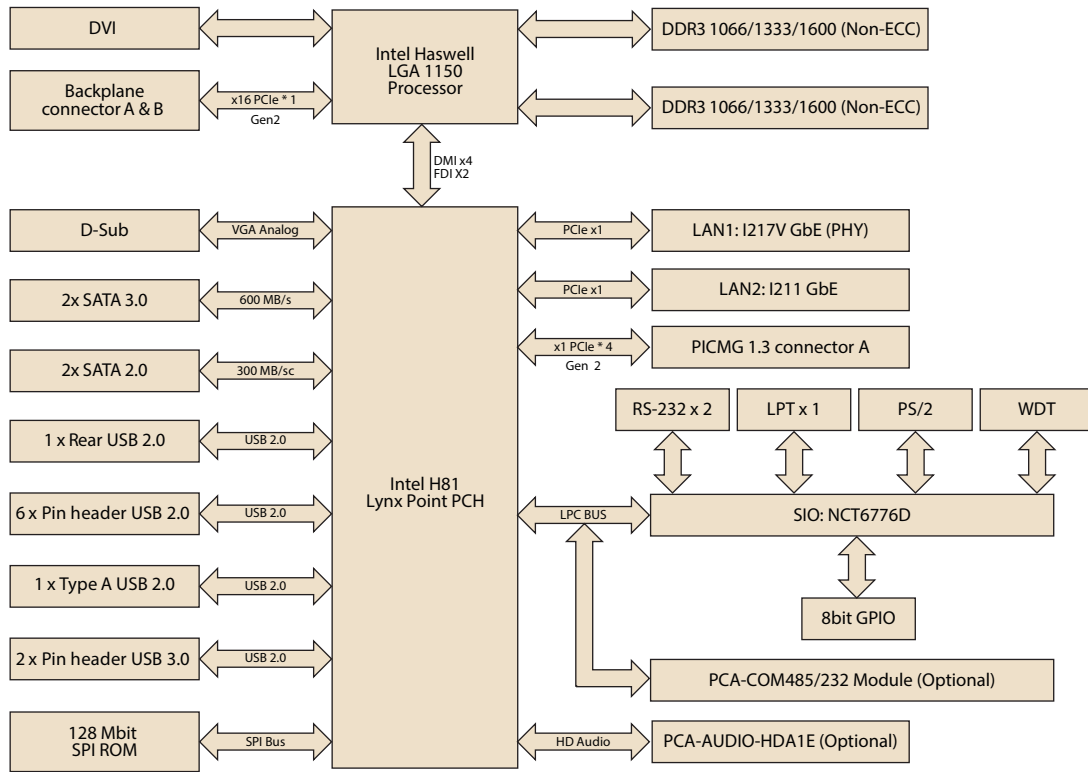 DVI
Intel Haswell
LGA 1150
Processor
DDR3 1066/1333/1600 (Non-ECC)
Backplane
connector A & B
x16 PCIe * 1
Gen2
DDR3 1066/1333/1600 (Non-ECC)
DMI x4
FDI X2
D-Sub
VGA Analog
PCIe x1
LAN1: I217V GbE (PHY)
2x SATA 3.0
600 MB/s
PCIe x1
LAN2: I211 GbE
2x SATA 2.0
300 MB/sc
x1 PCIe * 4
Gen 2
PICMG 1.3 connector A
RS-232 x 2
LPT x 1
PS/2
WDT
1 x Rear USB 2.0
USB 2.0
Intel H81
Lynx Point PCH
6 x Pin header USB 2.0
USB 2.0
LPC BUS
SIO: NCT6776D
1 x Type A USB 2.0
USB 2.0
8bit GPIO
2 x Pin header USB 3.0
USB 2.0
PCA-COM485/232 Module (Optional)
128 Mbit
SPI ROM
SPI Bus
HD Audio
PCA-AUDIO-HDA1E (Optional)